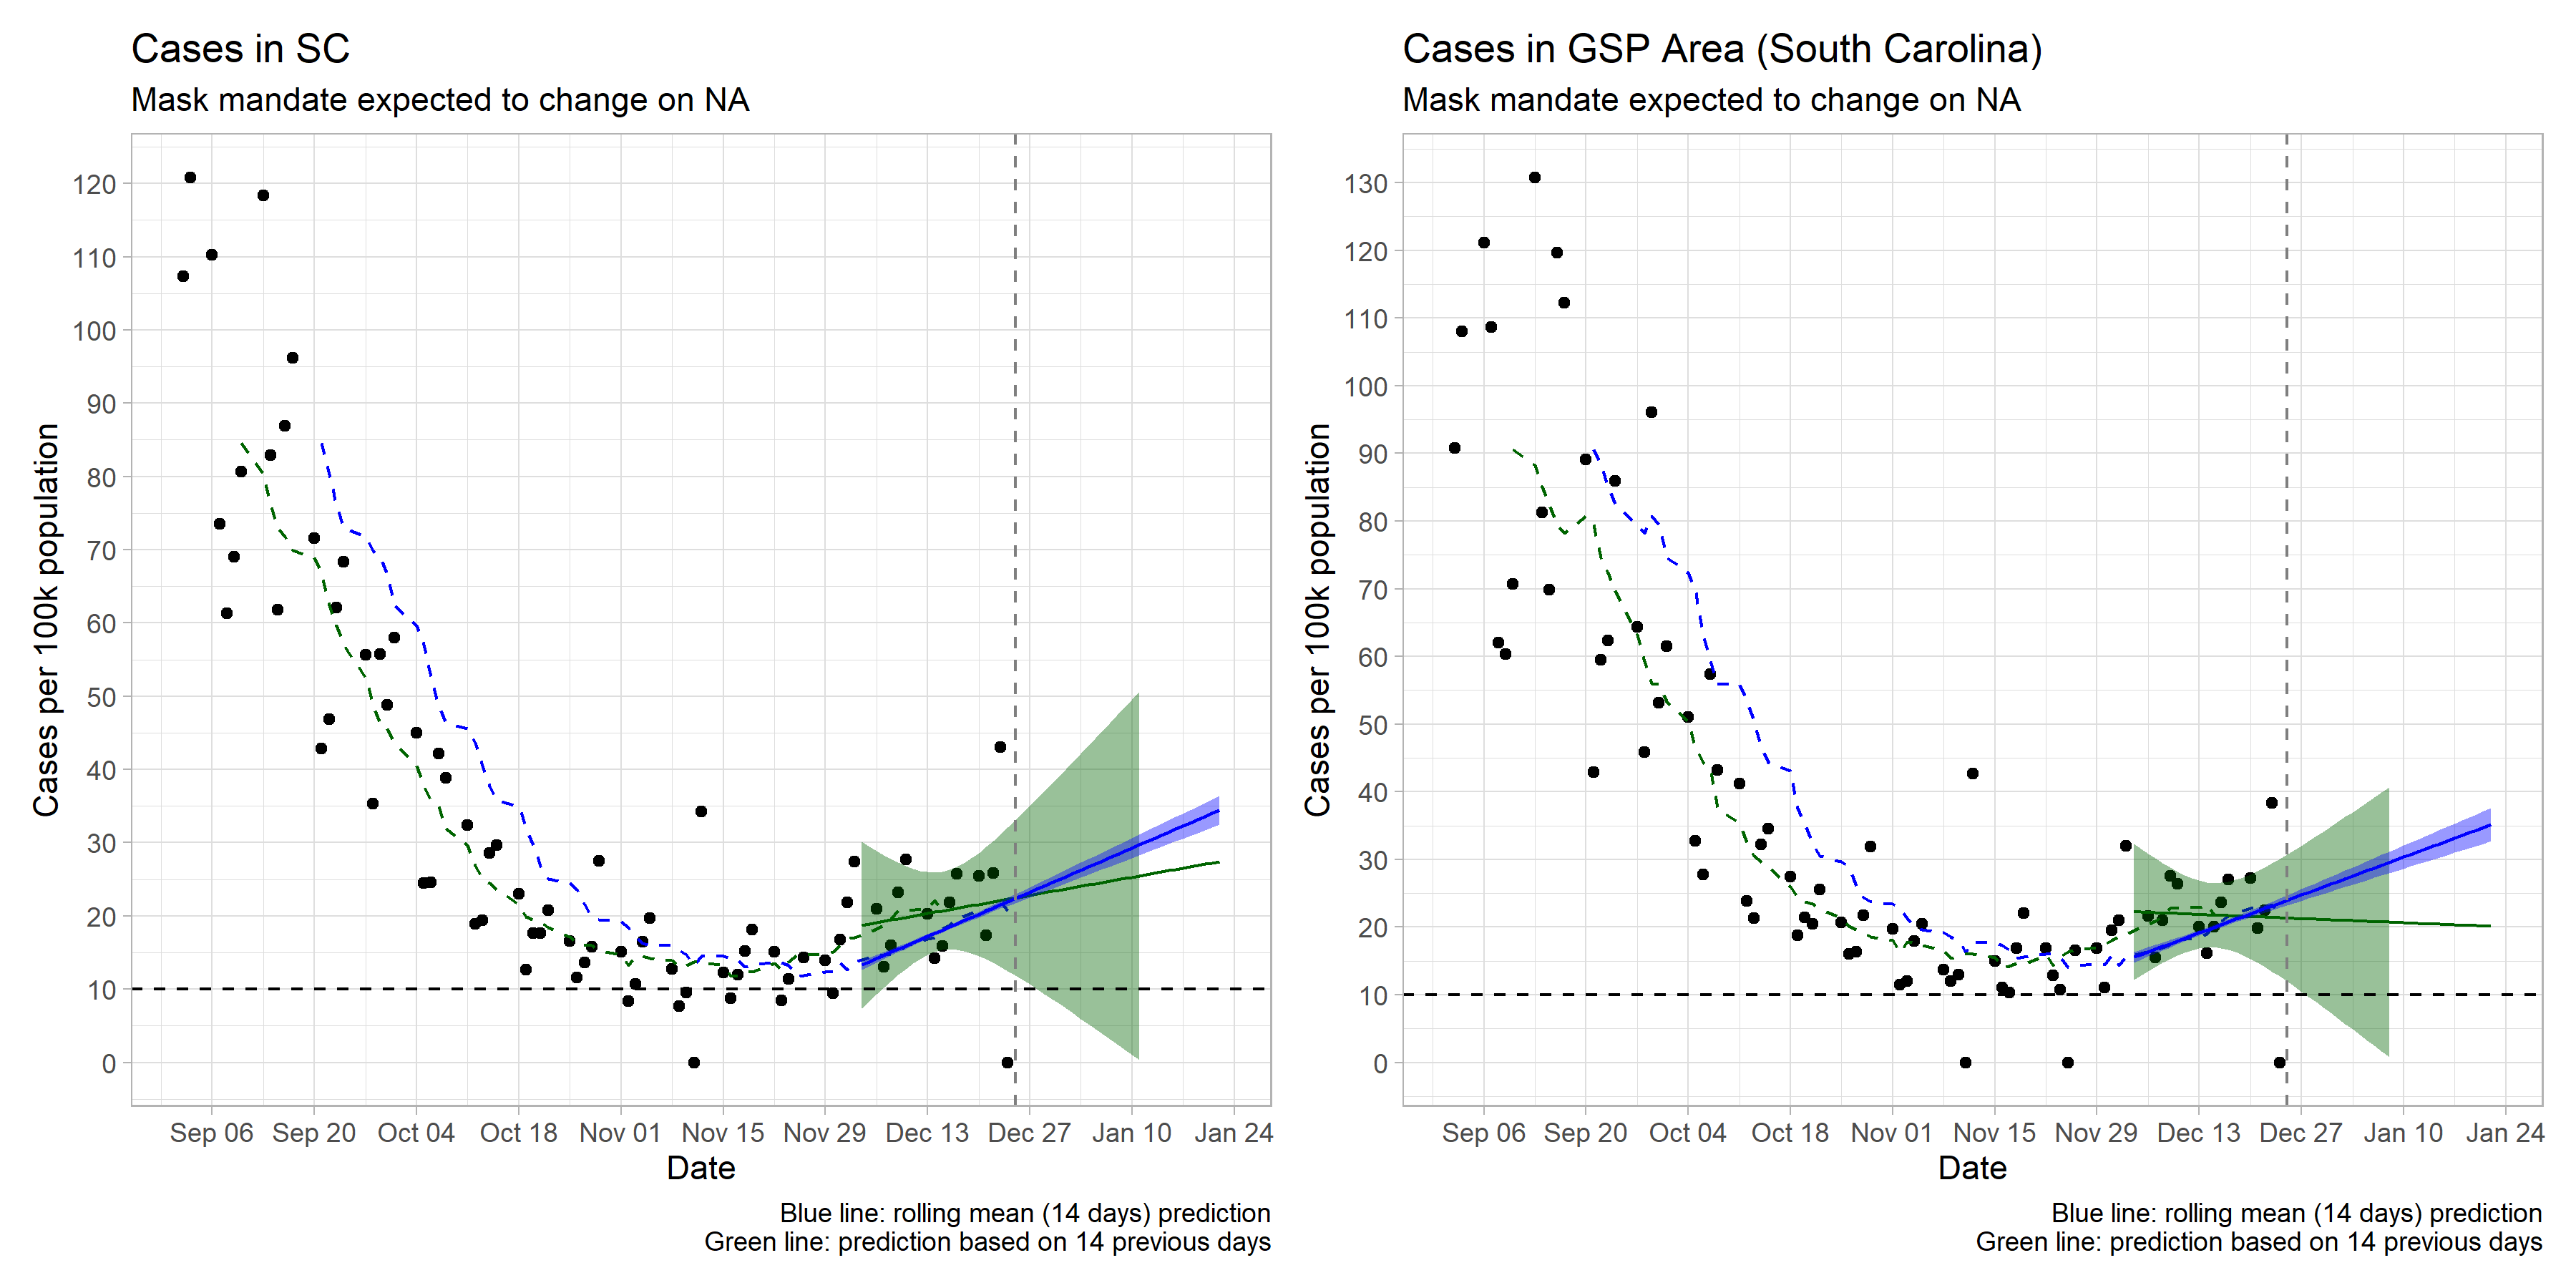 Cases in SC
Mask mandate expected to change on NA
Cases per 100k population
120
110
100
90
80
70
60
50
40
30
20
10
0
Sep 06 Sep 20 Oct 04 Oct 18 Nov 01 Nov 15 Nov 29 Dec 13 Dec 27 Jan 10 Jan 24
Date
Blue line: rolling mean (14 days) prediction
Green line: prediction based on 14 previous days
Cases in GSP Area (South Carolina)
Mask mandate expected to change on NA
Cases per 100k population
130
120
110
100
90
80
70
60
50
40
30
20
10
0
Sep 06 Sep 20 Oct 04 Oct 18 Nov 01 Nov 15 Nov 29 Dec 13 Dec 27 Jan 10 Jan 24
Date
Blue line: rolling mean (14 days) prediction
Green line: prediction based on 14 previous days